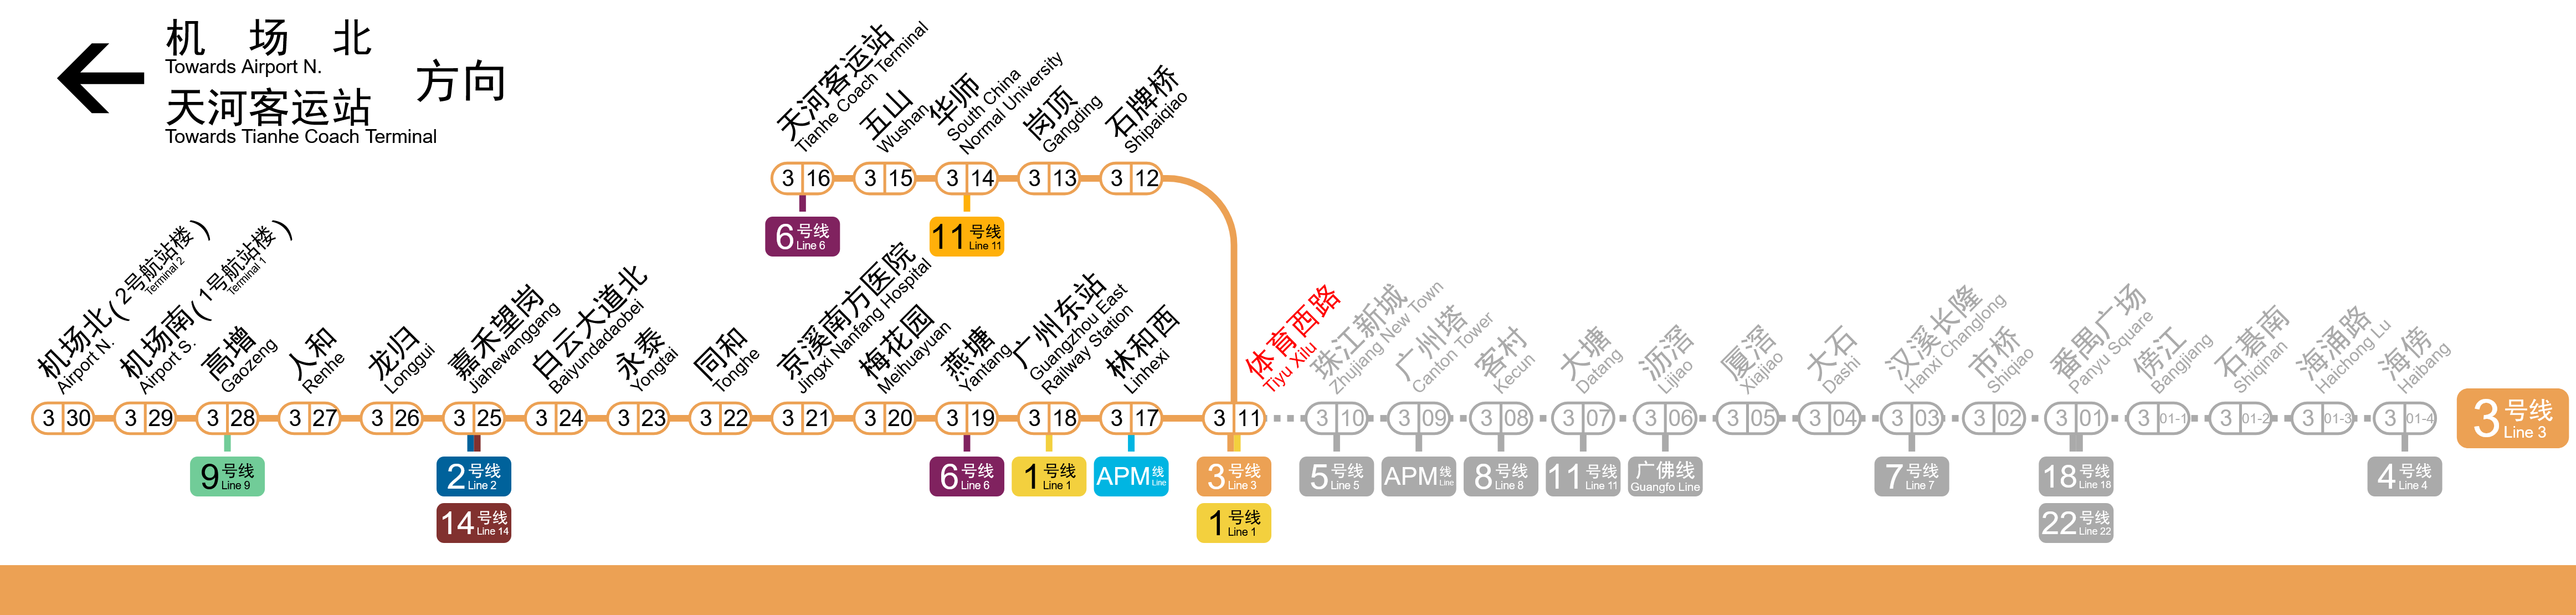 机场北
Towards Airport N.
天河客运站
Towards Tianhe Coach Terminal
方向
天河客运站
Tianhe Coach Terminal
五山
Wushan
华师
South China
Normal University
岗顶
Gangding
石牌桥
Shipaiqiao
3 16
3 15
3 14
3 13
3 12
6 号线
Line 6
11 号线
Line 11
机场北(2号航站楼)
Airport N. Terminal 2
机场南(1号航站楼)
Airport S. Terminal 1
高增
Gaozeng
人和
Renhe
龙归
Longgui
嘉禾望岗
Jiahewanggang
白云大道北
Baiyundadaobei
永泰
Yongtai
同和
Tonghe
京溪南方医院
Jingxi Nanfang Hospital
梅花园
Meihuayuan
燕塘
Yantang
广州东站
Guangzhou East
Railway Station
林和西
Linhexi
体育西路
Tiyu Xilu
珠江新城
Zhujiang New Town
广州塔
Canton Tower
客村
Kecun
大塘
Datang
沥滘
Lijiao
厦滘
Xiajiao
大石
Dashi
汉溪长隆
Hanxi Changlong
市桥
Shiqiao
番禺广场
Panyu Square
傍江
Bangjiang
石碁南
Shiqinan
海涌路
Haichong Lu
海傍
Haibang
3 30
3 29
3 28
3 27
3 26
3 25
3 24
3 23
3 22
3 21
3 20
3 19
3 18
3 17
3 11
3 10
3 09
3 08
3 07
3 06
3 05
3 04
3 03
3 02
3 01
3 01-1
3 01-2
3 01-3
3 01-4
3 号线
Line 3
9 号线
Line 9
2 号线
Line 2
14 号线
Line 14
6 号线
Line 6
1 号线
Line 1
APM 线
Line
3 号线
Line 3
1 号线
Line 1
5 号线
Line 5
APM 线
Line
8 号线
Line 8
11 号线
Line 11
广佛线
Guangfo Line
7 号线
Line 7
18 号线
Line 18
22 号线
Line 22
4 号线
Line 4